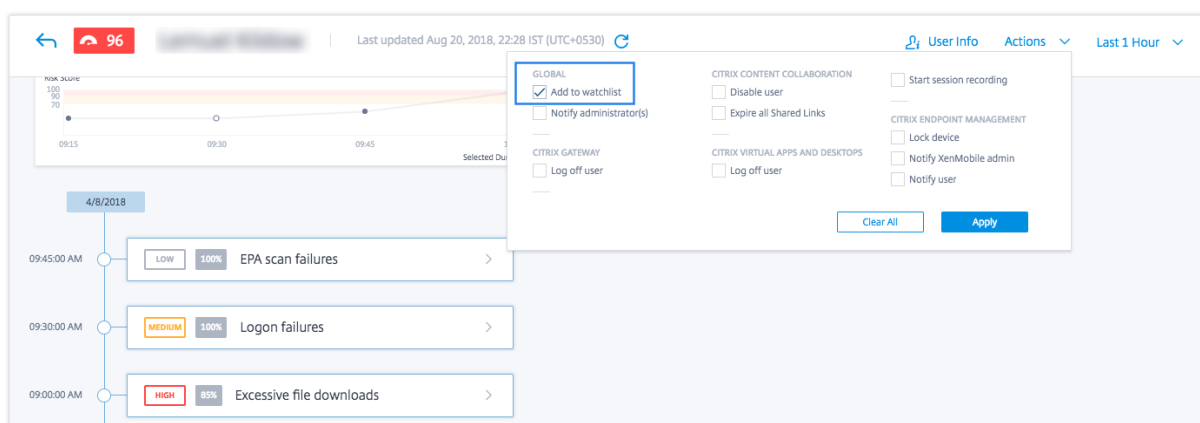 96
Last updated Aug 20, 2018, 22:28 IST (UTC+0530)
User Info
Actions
Last 1 Hour
Risk Score
100
90
70
09:15
09:30
09:45
Selected Du
GLOBAL
Add to watchlist
Notify administrator(s)
CITRIX GATEWAY
Log off user
CITRIX CONTENT COLLABORATION
Disable user
Expire all Shared Links
CITRIX VIRTUAL APPS AND DESKTOPS
Log off user
Start session recording
CITRIX ENDPOINT MANAGEMENT
Lock device
Notify XenMobile admin
Notify user
Clear All
Apply
4/8/2018
09:45:00 AM
LOW 100% EPA scan failures
09:30:00 AM
MEDIUM 100% Logon failures
09:00:00 AM
HIGH 85% Excessive file downloads